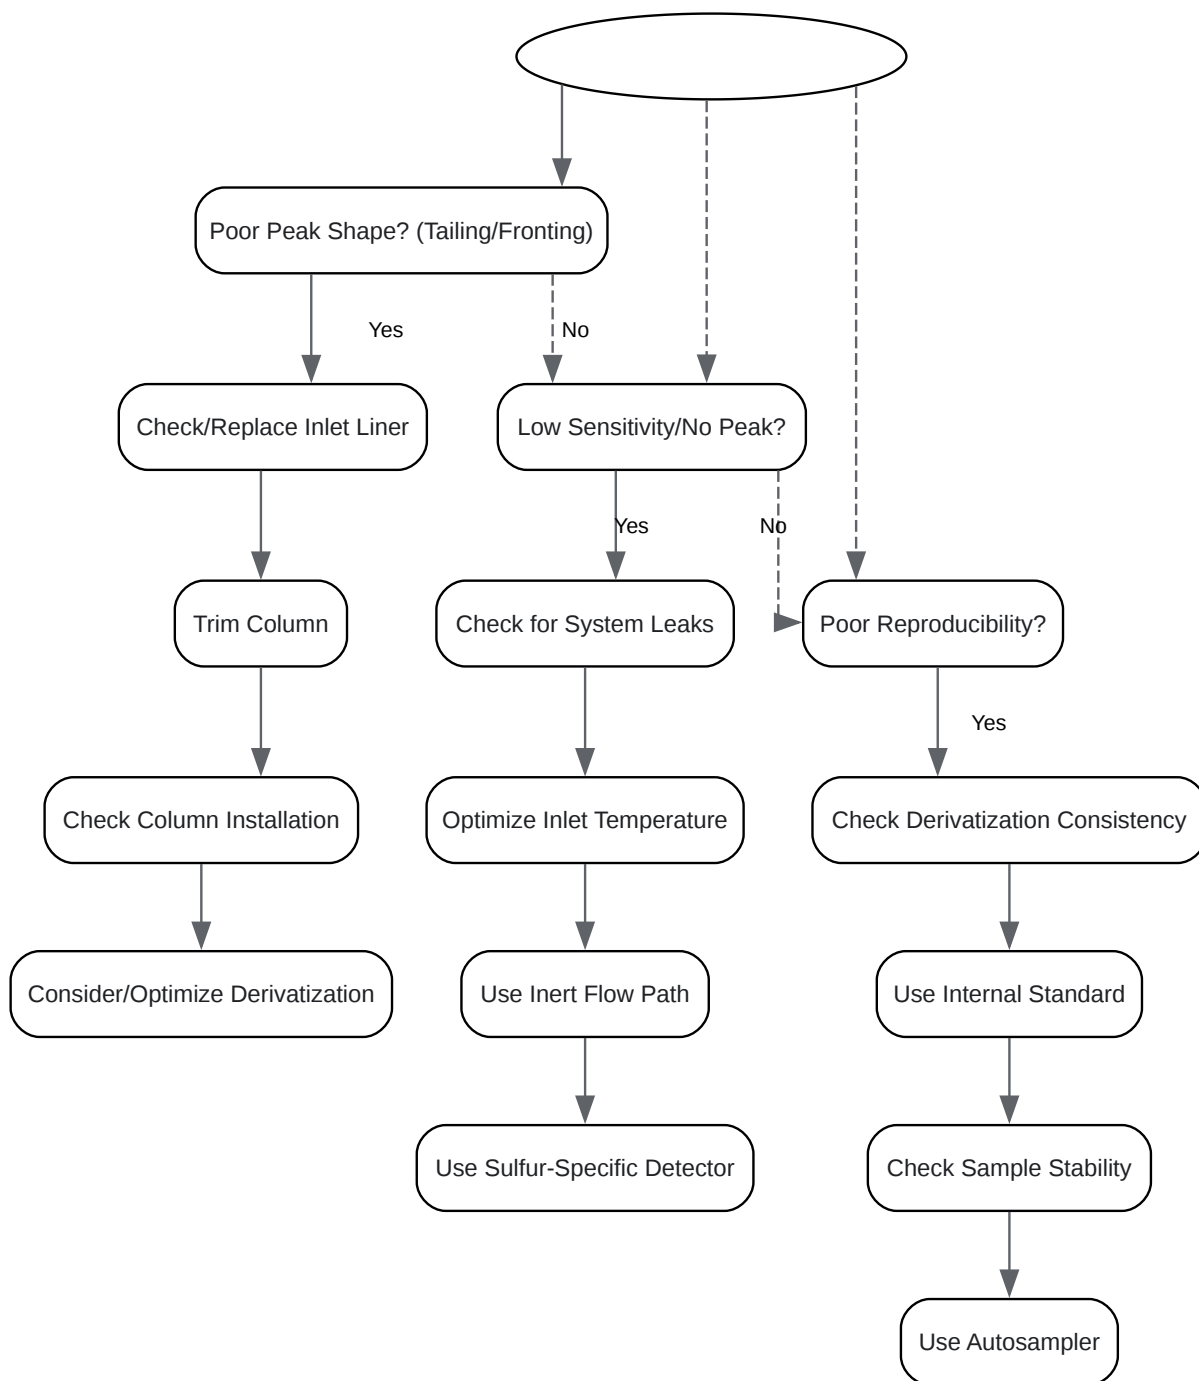 Poor Peak Shape? (Tailing/Fronting)
Yes
No
Check/Replace Inlet Liner
Low Sensitivity/No Peak?
Yes
No
Trim Column
Check for System Leaks
Poor Reproducibility?
Yes
Check Column Installation
Optimize Inlet Temperature
Check Derivatization Consistency
Consider/Optimize Derivatization
Use Inert Flow Path
Use Internal Standard
Use Sulfur-Specific Detector
Check Sample Stability
Use Autosampler